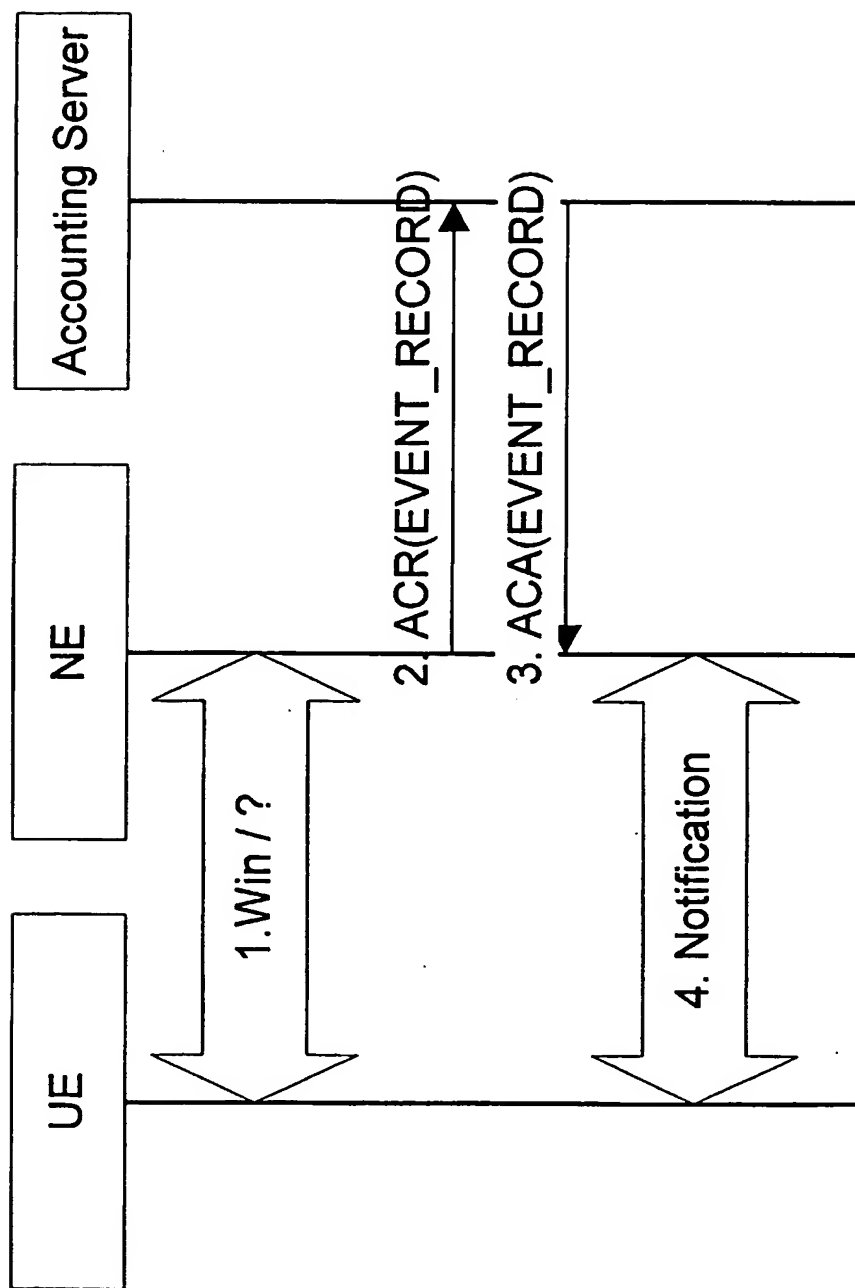 UE
NE
Accounting Server
1.Win / ?
2. ACR(EVENT_RECORD)
3. ACA(EVENT_RECORD)
4. Notification